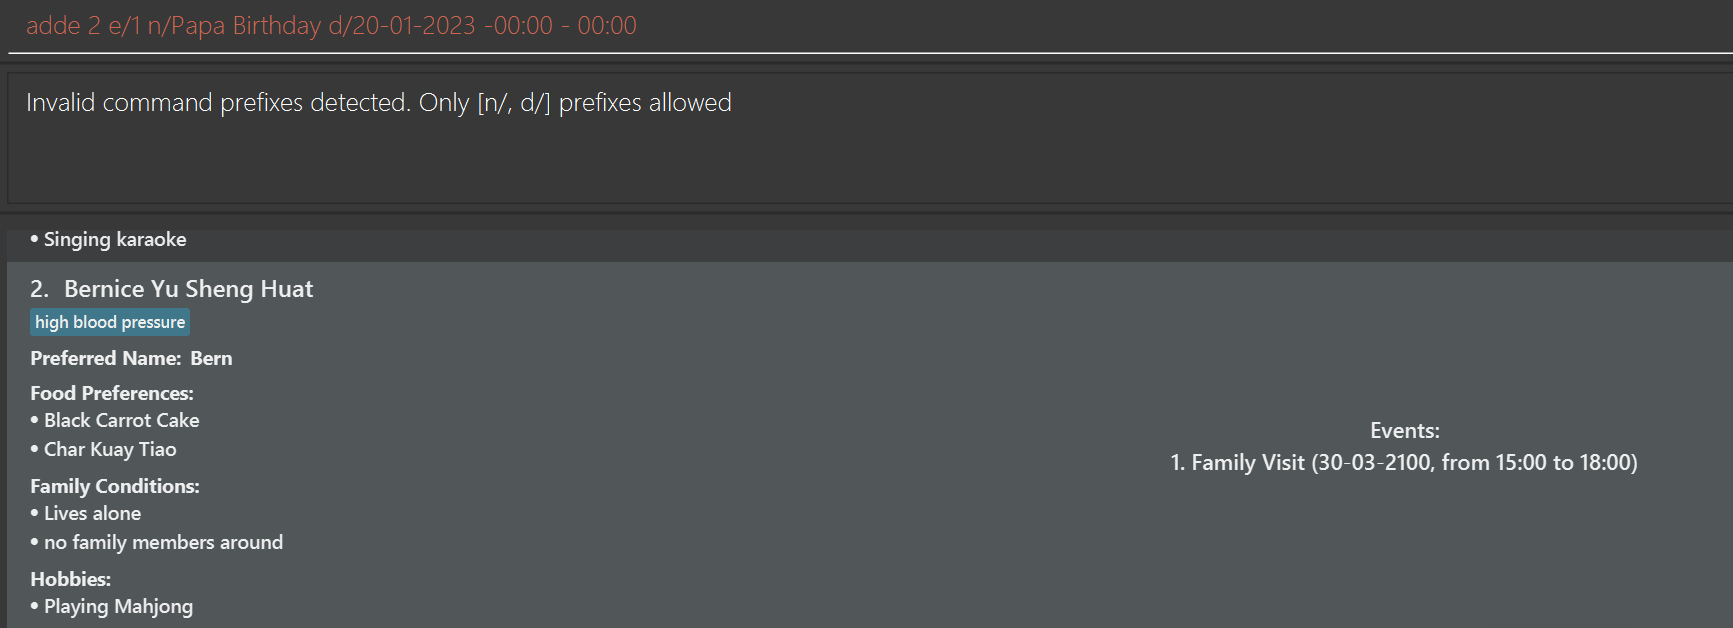 adde 2 e/1 n/Papa Birthday d/20-01-2023 -00:00 - 00:00
Invalid command prefixes detected. Only [n/, d/] prefixes allowed
• Singing karaoke
2. Bernice Yu Sheng Huat
high blood pressure
Preferred Name: Bern
Food Preferences:
• Black Carrot Cake
• Char Kuay Tiao
Family Conditions:
• Lives alone
• no family members around
Hobbies:
• Playing Mahjong
Events:
1. Family Visit (30-03-2100, from 15:00 to 18:00)